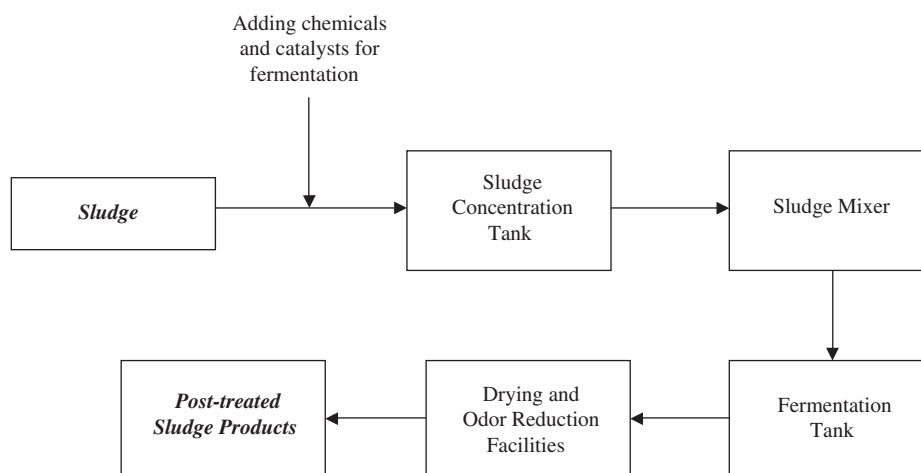 Adding chemicals
and catalysts for
fermentation
Sludge
Sludge
Concentration
Tank
Sludge Mixer
Fermentation
Tank
Drying and
Odor Reduction
Facilities
Post-treated
Sludge Products